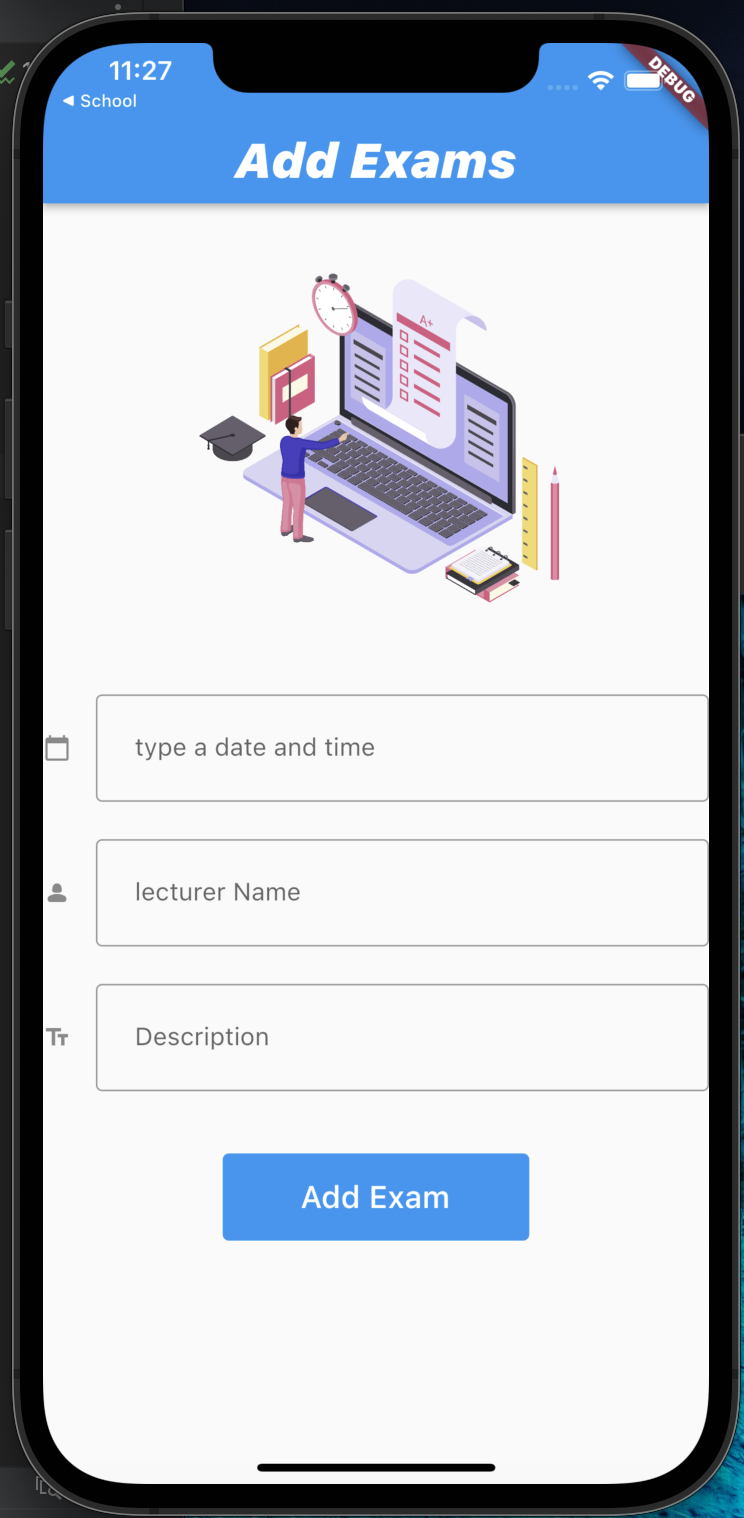 11:27
DEBUG
◀ School
Add Exams
A+
type a date and time
lecturer Name
Description
Add Exam